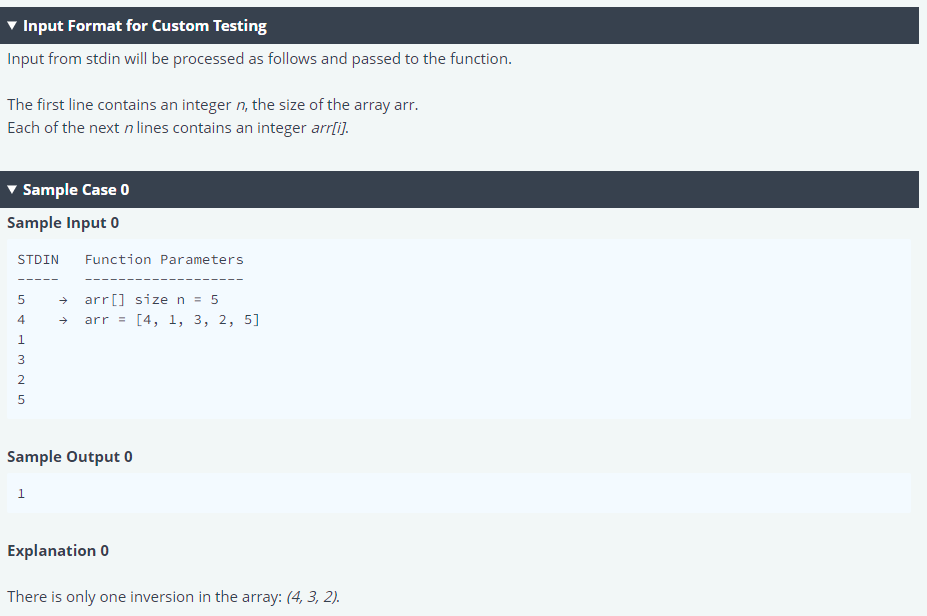 ▼ Input Format for Custom Testing
Input from stdin will be processed as follows and passed to the function.
The first line contains an integer n, the size of the array arr.
Each of the next n lines contains an integer arr[i].
▼ Sample Case 0
Sample Input 0
STDIN   Function Parameters
-----   -------------------
5    →  arr[] size n = 5
4    →  arr = [4, 1, 3, 2, 5]
1
3
2
5
Sample Output 0
1
Explanation 0
There is only one inversion in the array: (4, 3, 2).